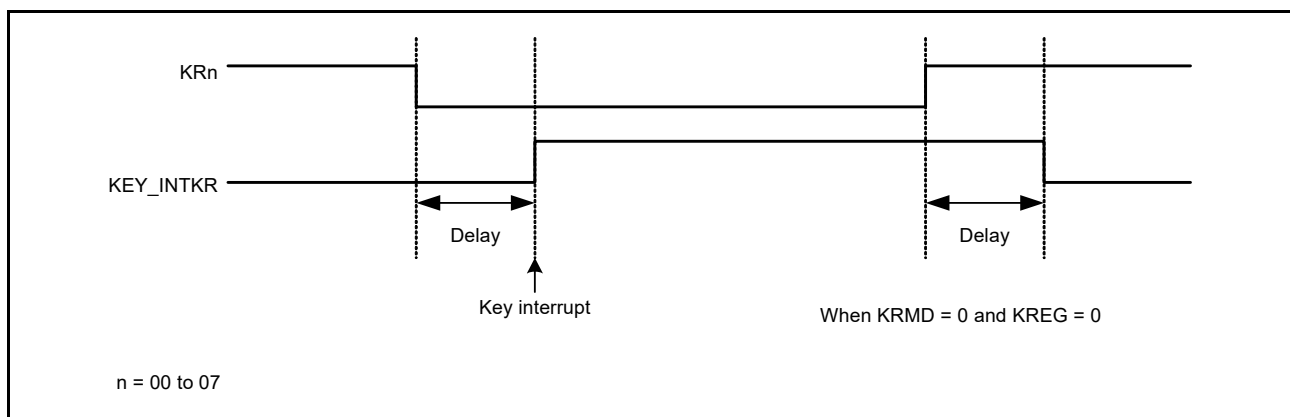 KRn
KEY_INTKR
Delay Delay
Key interrupt
When KRMD = 0 and KREG = 0
n = 00 to 07